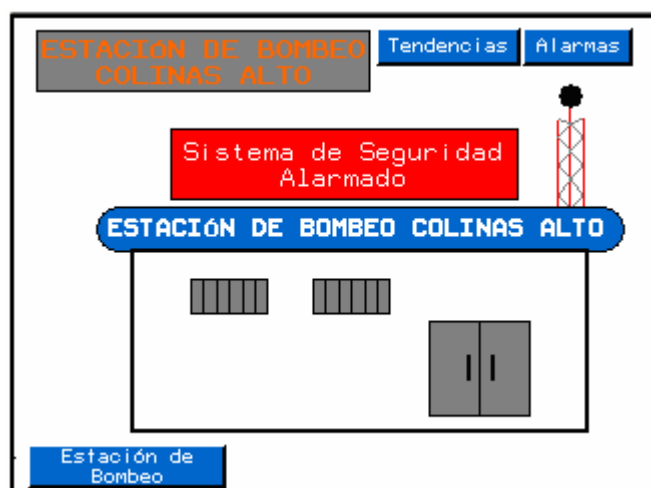 ESTACIÓN DE BOMBEO
COLINAS ALTO
Tendencias
Alarmas
Sistema de Seguridad
Alarmado
ESTACIÓN DE BOMBEO COLINAS ALTO
Estación de
Bombeo